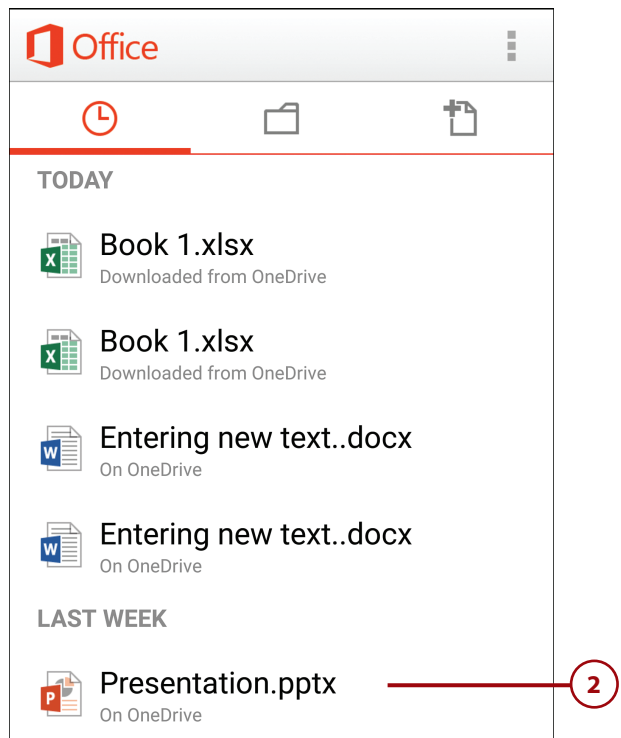 Office
TODAY
X
Book 1.xlsx
Downloaded from OneDrive
X
Book 1.xlsx
Downloaded from OneDrive
W
Entering new text..docx
On OneDrive
W
Entering new text..docx
On OneDrive
LAST WEEK
P
Presentation.pptx
2
On OneDrive